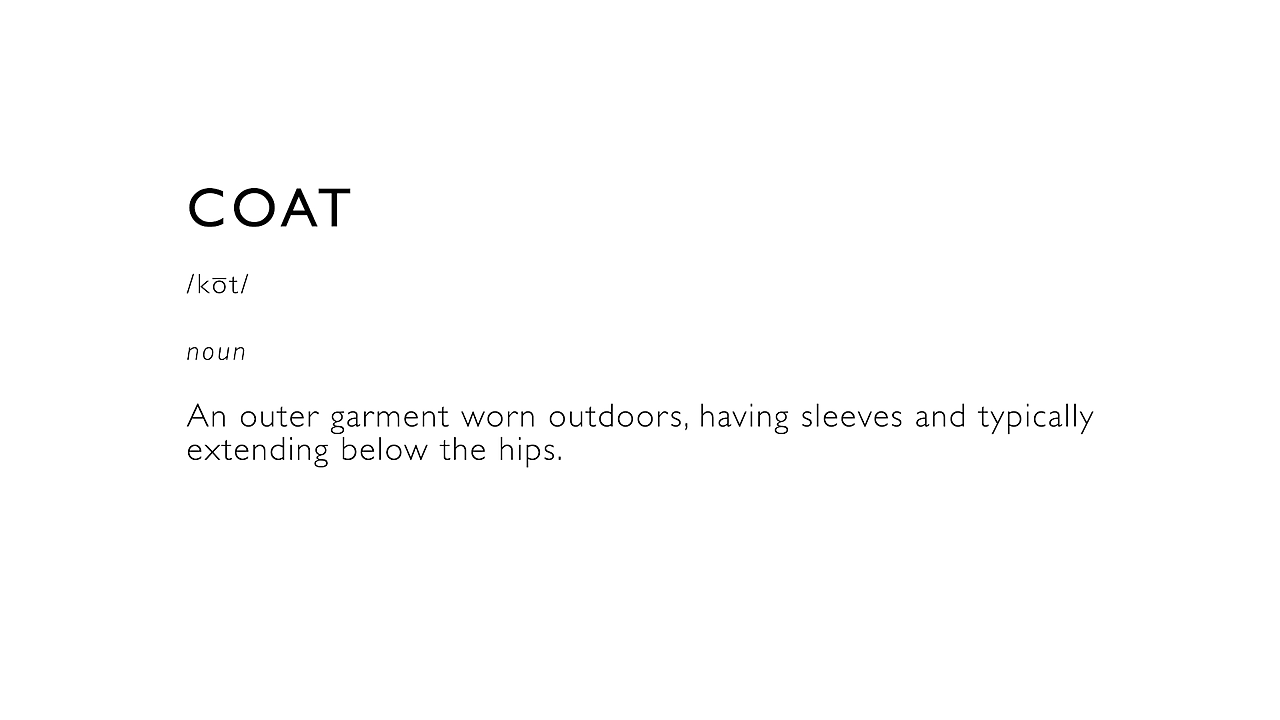 COAT
/kōt/
noun
An outer garment worn outdoors, having sleeves and typically
extending below the hips.